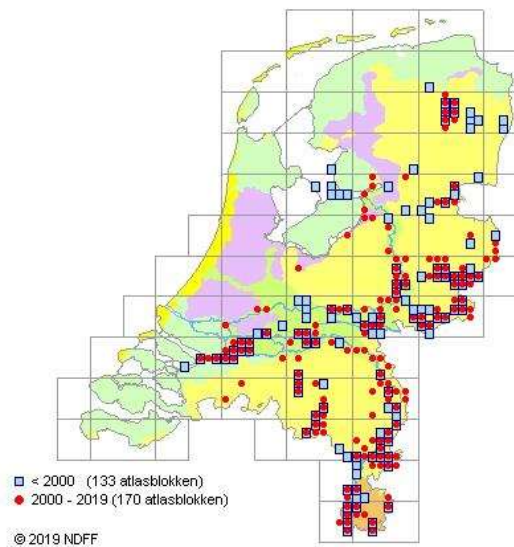 < 2000 (133 atlasblokken)
2000 - 2019 (170 atlasblokken)
© 2019 NDFF